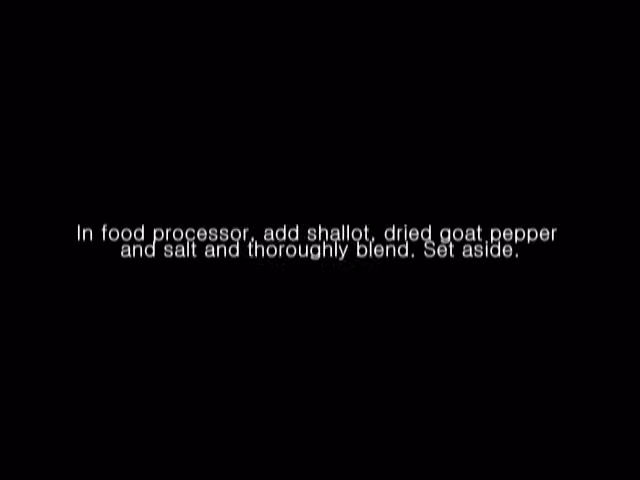 In food processor, add shallot, dried goat pepper
and salt and thoroughly blend. Set aside.